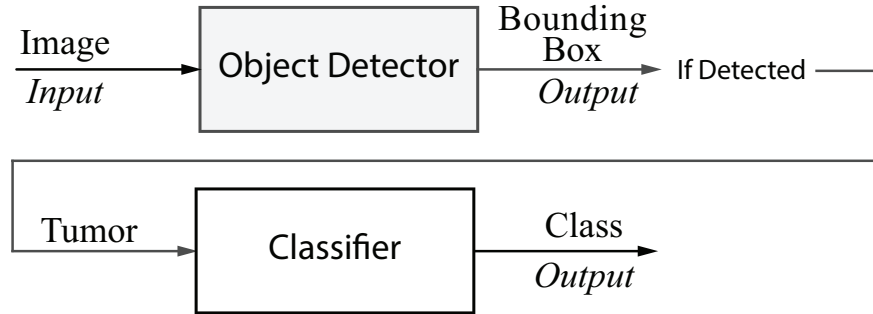 Image
Input
Object Detector
Bounding
Box
Output
If Detected
Tumor
Classifier
Class
Output